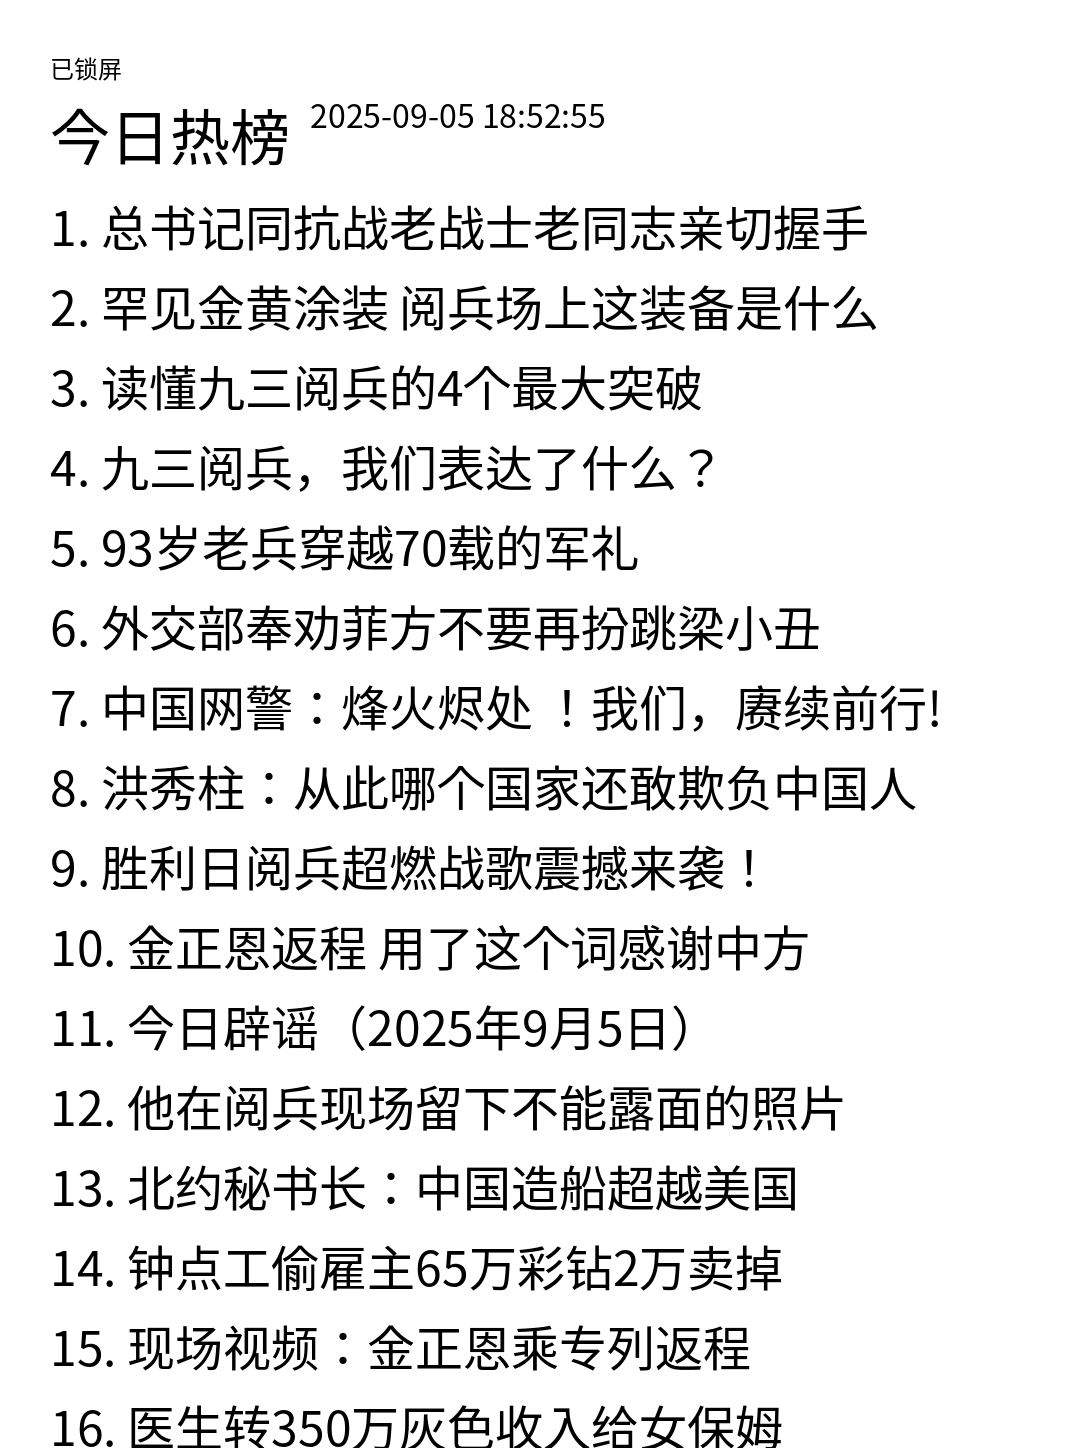 已锁屏
今日热榜 2025-09-05 18:52:55
1. 总书记同抗战老战士老同志亲切握手
2. 罕见金黄涂装 阅兵场上这装备是什么
3. 读懂九三阅兵的4个最大突破
4. 九三阅兵，我们表达了什么？
5. 93岁老兵穿越70载的军礼
6. 外交部奉劝菲方不要再扮跳梁小丑
7. 中国网警：烽火烬处 ！我们，赓续前行!
8. 洪秀柱：从此哪个国家还敢欺负中国人
9. 胜利日阅兵超燃战歌震撼来袭！
10. 金正恩返程 用了这个词感谢中方
11. 今日辟谣（2025年9月5日）
12. 他在阅兵现场留下不能露面的照片
13. 北约秘书长：中国造船超越美国
14. 钟点工偷雇主65万彩钻2万卖掉
15. 现场视频：金正恩乘专列返程
16. 医生转350万灰色收入给女保姆